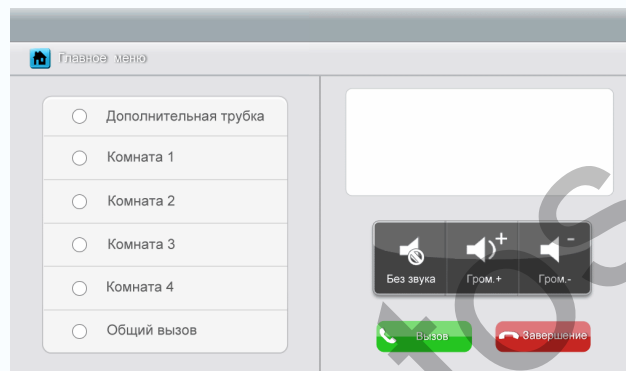 Главное меню
Дополнительная трубка
Комната 1
Комната 2
Комната 3
Комната 4
Общий вызов
Без звука
Гром.+
Гром.-
Вызов
Завершение
tos